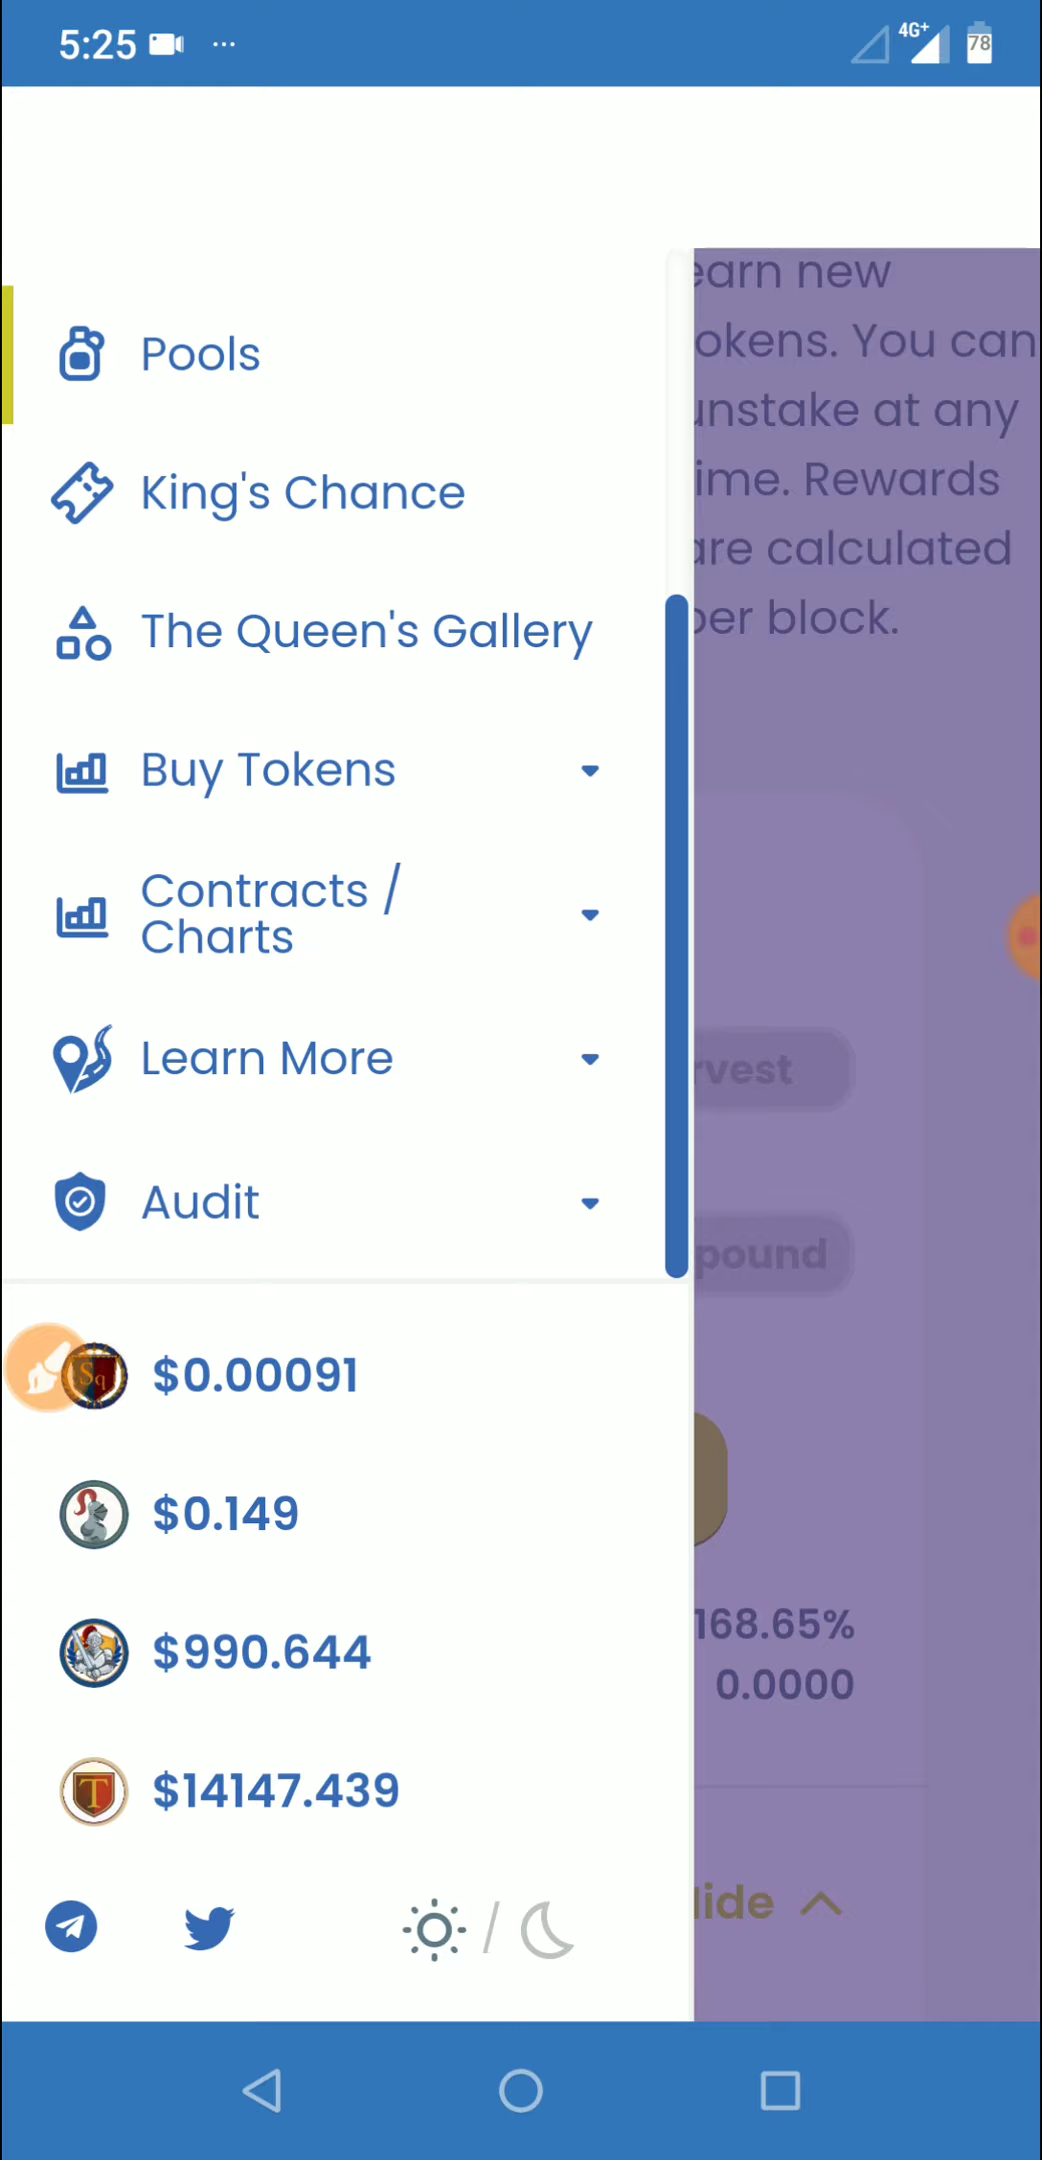 5:25
4G+
78
Pools
King's Chance
The Queen's Gallery
Buy Tokens
Contracts /
Charts
Learn More
Audit
Sq
$0.00091
$0.149
$990.644
T
$14147.439
/
earn new
okens. You can
unstake at any
ime. Rewards
are calculated
per block.
rvest
pound
168.65%
0.0000
lide